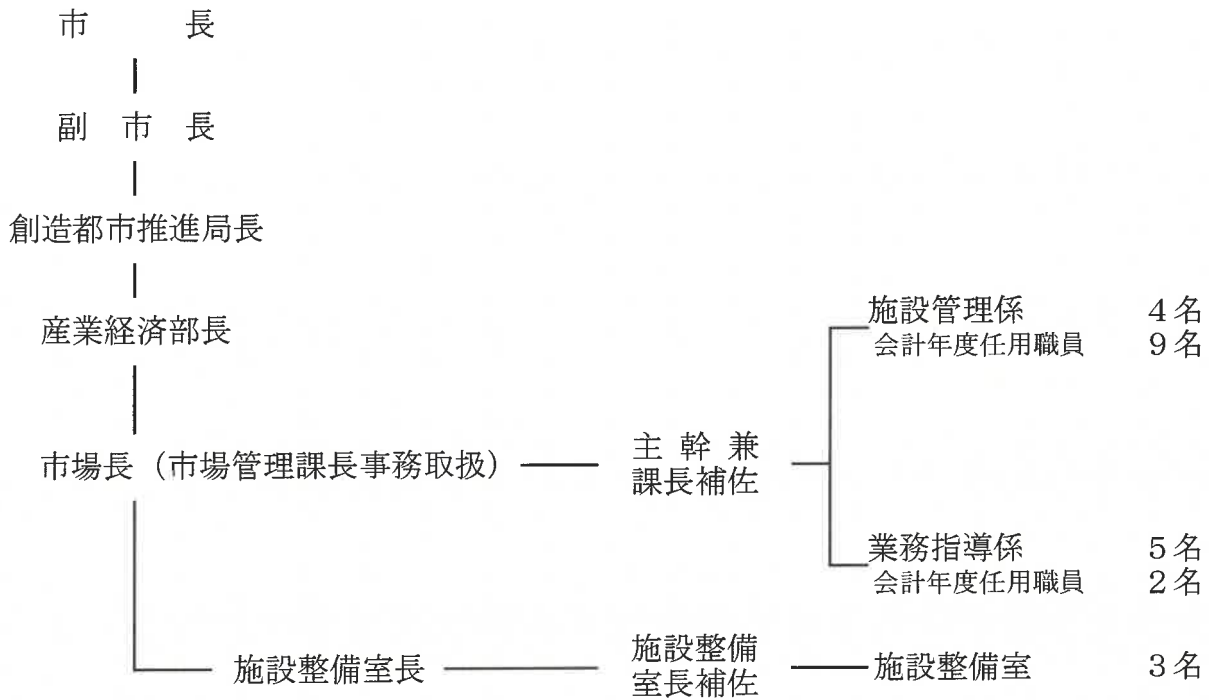 市 長
副 市 長
創造都市推進局長
産業経済部長
市場長（市場管理課長事務取扱）
主 幹 兼
課長補佐
施設管理係 4名
会計年度任用職員 9名
業務指導係 5名
会計年度任用職員 2名
施設整備室長
施設整備
室長補佐
施設整備室 3名